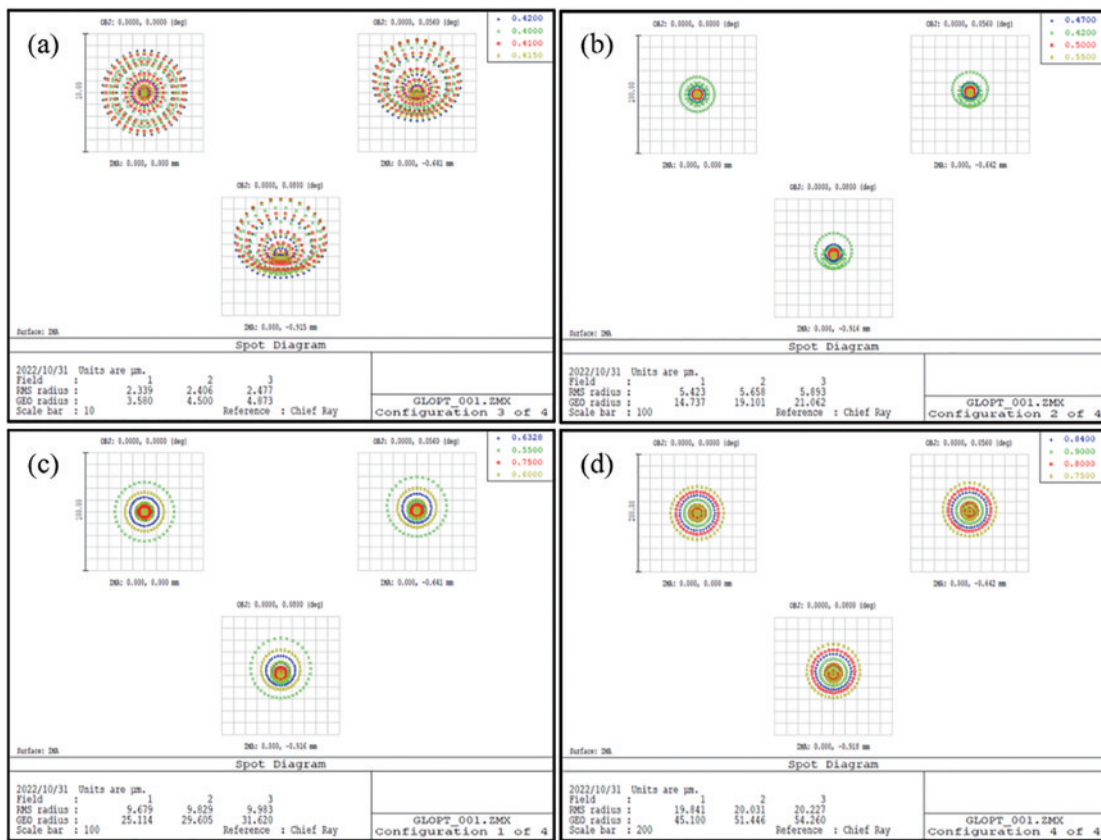 (a)
OBJ: 0.0000, 0.0000 (deg)
OBJ: 0.0000, 0.0560 (deg)
0.4200
0.4000
0.4100
0.4150
10.00
IMA: 0.000, 0.000 mm
IMA: 0.000, -0.641 mm
OBJ: 0.0000, 0.0800 (deg)
IMA: 0.000, -0.915 mm
Surface: IMA
Spot Diagram
2022/10/31 Units are µm.
Field : 1 2 3
RMS radius : 2.339 2.406 2.477
GEO radius : 3.580 4.500 4.873
Scale bar : 10 Reference : Chief Ray
GLOPT_001.ZMX
Configuration 3 of 4
(b)
OBJ: 0.0000, 0.0000 (deg)
OBJ: 0.0000, 0.0560 (deg)
0.4700
0.4200
0.5000
0.5500
100.00
IMA: 0.000, 0.000 mm
IMA: 0.000, -0.642 mm
OBJ: 0.0000, 0.0800 (deg)
IMA: 0.000, -0.916 mm
Surface: IMA
Spot Diagram
2022/10/31 Units are µm.
Field : 1 2 3
RMS radius : 5.423 5.658 5.893
GEO radius : 14.737 19.101 21.062
Scale bar : 100 Reference : Chief Ray
GLOPT_001.ZMX
Configuration 2 of 4
(c)
OBJ: 0.0000, 0.0000 (deg)
OBJ: 0.0000, 0.0560 (deg)
0.6328
0.5500
0.7500
0.6000
100.00
IMA: 0.000, 0.000 mm
IMA: 0.000, -0.641 mm
OBJ: 0.0000, 0.0800 (deg)
IMA: 0.000, -0.916 mm
Surface: IMA
Spot Diagram
2022/10/31 Units are µm.
Field : 1 2 3
RMS radius : 9.679 9.829 9.983
GEO radius : 25.114 29.605 31.620
Scale bar : 100 Reference : Chief Ray
GLOPT_001.ZMX
Configuration 1 of 4
(d)
OBJ: 0.0000, 0.0000 (deg)
OBJ: 0.0000, 0.0560 (deg)
0.8400
0.9000
0.8000
0.7500
200.00
IMA: 0.000, 0.000 mm
IMA: 0.000, -0.642 mm
OBJ: 0.0000, 0.0800 (deg)
IMA: 0.000, -0.918 mm
Surface: IMA
Spot Diagram
2022/10/31 Units are µm.
Field : 1 2 3
RMS radius : 19.841 20.031 20.227
GEO radius : 45.100 51.446 54.260
Scale bar : 200 Reference : Chief Ray
GLOPT_001.ZMX
Configuration 4 of 4